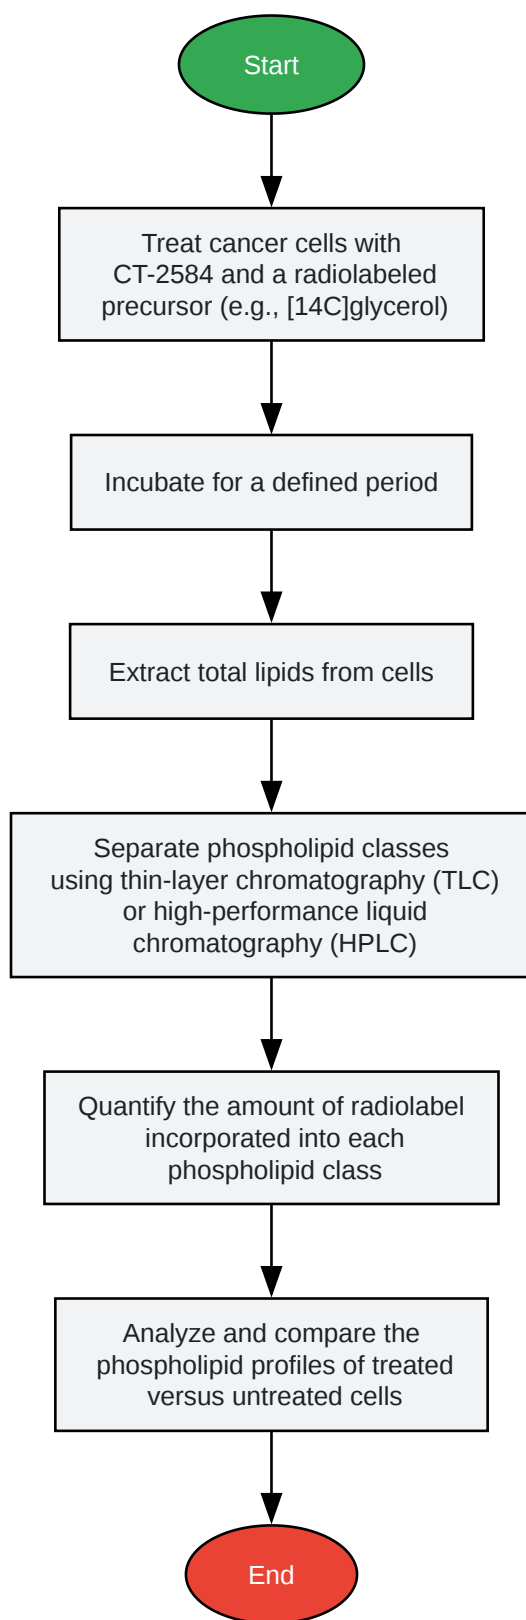 Start
Treat cancer cells with
CT-2584 and a radiolabeled
precursor (e.g., [14C]glycerol)
Incubate for a defined period
Extract total lipids from cells
Separate phospholipid classes
using thin-layer chromatography (TLC)
or high-performance liquid
chromatography (HPLC)
Quantify the amount of radiolabel
incorporated into each
phospholipid class
Analyze and compare the
phospholipid profiles of treated
versus untreated cells
End